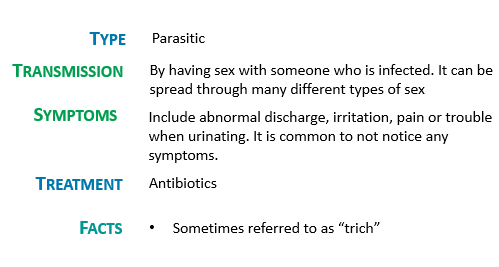 TYPE Parasitic
TRANSMISSION By having sex with someone who is infected. It can be
spread through many different types of sex
SYMPTOMS Include abnormal discharge, irritation, pain or trouble
when urinating. It is common to not notice any
symptoms.
TREATMENT Antibiotics
FACTS • Sometimes referred to as “trich”